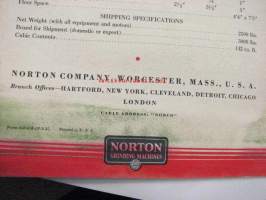 Floor Space
SHIPPING SPECIFICATIONS
Net Weight (with all equipment and motors)
Boxed for Shipment (domestic or export)
Cubic Contents
NORTON COMPANY, WORCESTER, MASS., U. S. A.
Branch Offices—HARTFORD, NEW YORK, CLEVELAND, DETROIT, CHICAGO
LONDON
CABLE ADDRESS, "NORCO"
Printed in U. S. A.
NORTON
GRINDING MACHINES